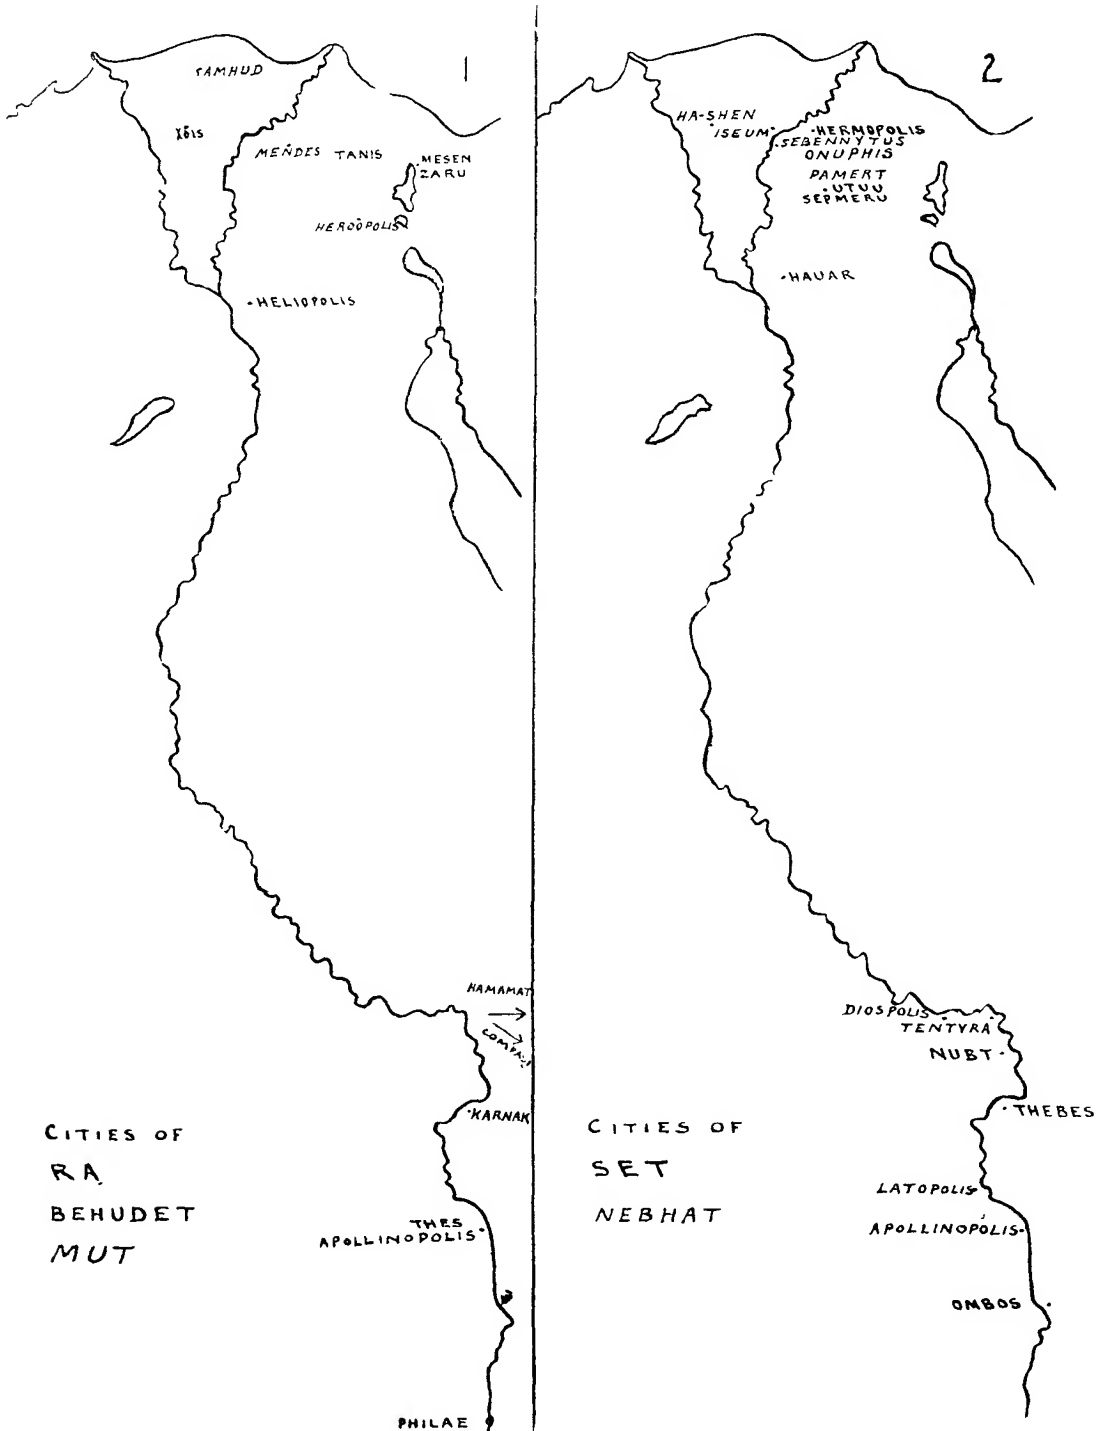 1
TAMHUD
XOIS
MENDES TANIS
MESEN
ZARU
HEROOPOLIS
HELIOPOLIS
HAMAMAT
KARNAK
CITIES OF
RA
BEHUDET
MUT
THES
APOLLINOPOLIS
PHILAE
2
HA-SHEN
ISEUM
HERMOPOLIS
SEBENNYTUS
ONUPHIS
PAMERT
UTUU
SEPMERU
HAUAR
DIOSPOLIS
TENTYRA
NUBT
THEBES
CITIES OF
SET
NEBHAT
LATOPOLIS
APOLLINOPOLIS
OMBOS